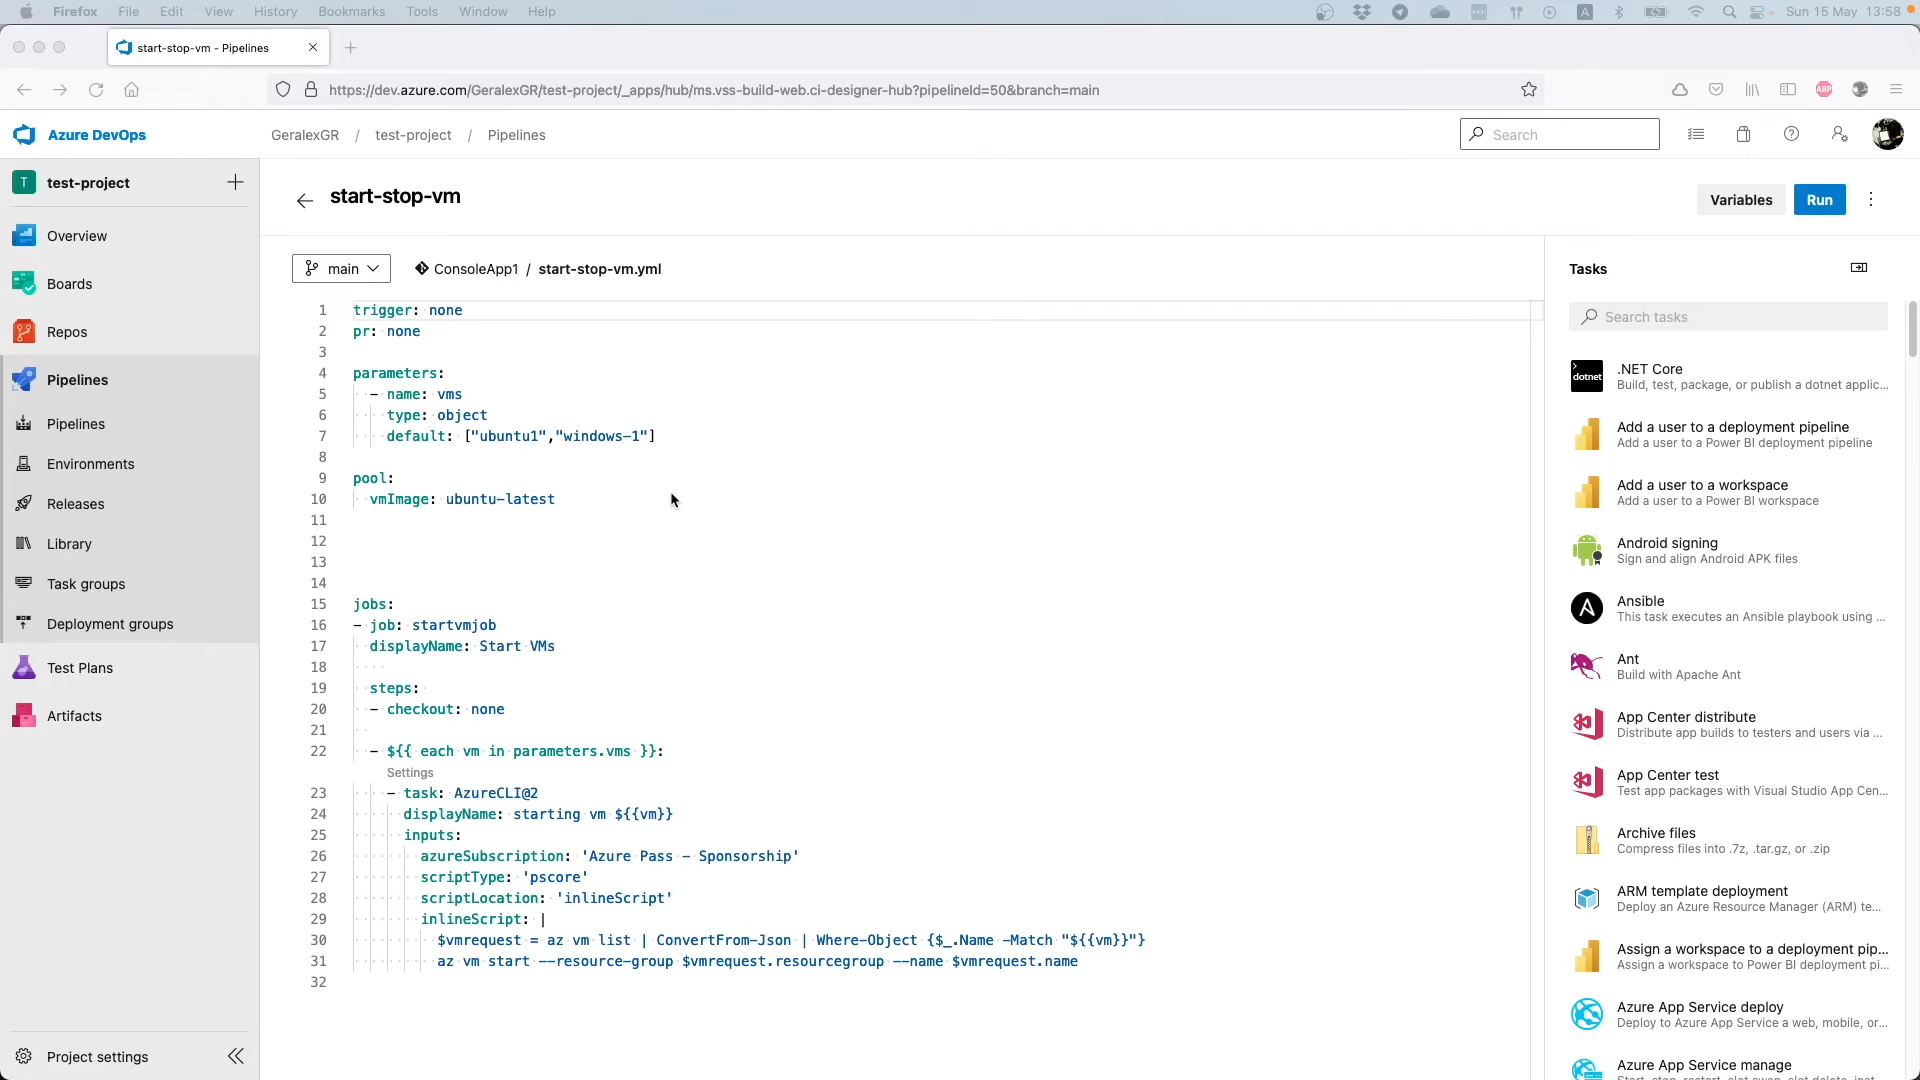 Firefox File Edit View History Bookmarks Tools Window Help
A
Sun 15 May 13:58
start-stop-vm - Pipelines
https://dev.azure.com/GeralexGR/test-project/_apps/hub/ms.vss-build-web.ci-designer-hub?pipelineId=50&branch=main
ABP
Azure DevOps
GeralexGR / test-project / Pipelines
Search
T test-project
Overview
Boards
Repos
Pipelines
Pipelines
Environments
Releases
Library
Task groups
Deployment groups
Test Plans
Artifacts
Project settings
start-stop-vm
Variables
Run
main
ConsoleApp1 / start-stop-vm.yml
1 trigger: none
2 pr: none
3
4 parameters:
5 - name: vms
6 type: object
7 default: ["ubuntu1","windows-1"]
8
9 pool:
10 vmImage: ubuntu-latest
11
12
13
14
15 jobs:
16 - job: startvmjob
17 displayName: Start VMs
18
19 steps:
20 - checkout: none
21
22 - ${{ each vm in parameters.vms }}:
Settings
23 - task: AzureCLI@2
24 displayName: starting vm ${{vm}}
25 inputs:
26 azureSubscription: 'Azure Pass - Sponsorship'
27 scriptType: 'pscore'
28 scriptLocation: 'inlineScript'
29 inlineScript: |
30 $vmrequest = az vm list | ConvertFrom-Json | Where-Object {$_.Name -Match "${{vm}}"}
31 az vm start --resource-group $vmrequest.resourcegroup --name $vmrequest.name
32
Tasks
Search tasks
dotnet
.NET Core
Build, test, package, or publish a dotnet applic...
Add a user to a deployment pipeline
Add a user to a Power BI deployment pipeline
Add a user to a workspace
Add a user to a Power BI workspace
Android signing
Sign and align Android APK files
Ansible
This task executes an Ansible playbook using ...
Ant
Build with Apache Ant
App Center distribute
Distribute app builds to testers and users via ...
App Center test
Test app packages with Visual Studio App Cen...
Archive files
Compress files into .7z, .tar.gz, or .zip
ARM template deployment
Deploy an Azure Resource Manager (ARM) te...
Assign a workspace to a deployment pip...
Assign a workspace to Power BI deployment pi...
Azure App Service deploy
Deploy to Azure App Service a web, mobile, or...
Azure App Service manage